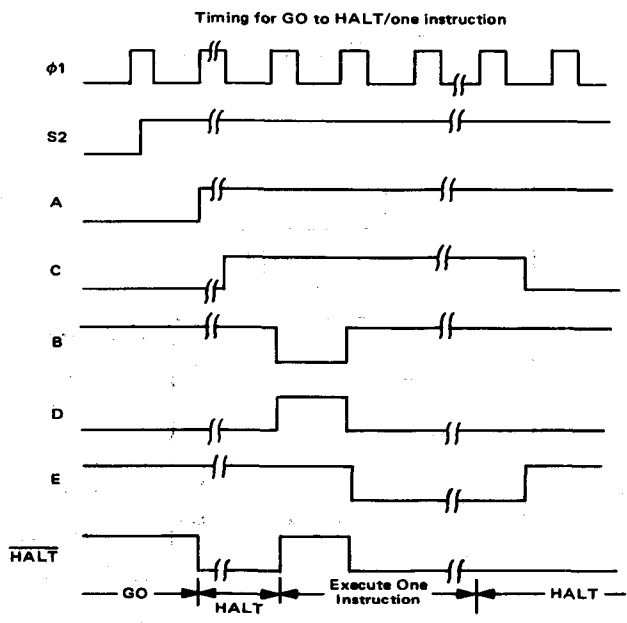 Timing for GO to HALT/one instruction
ϕ1
S2
A
C
B
D
E
HALT
GO
HALT
Execute One
Instruction
HALT